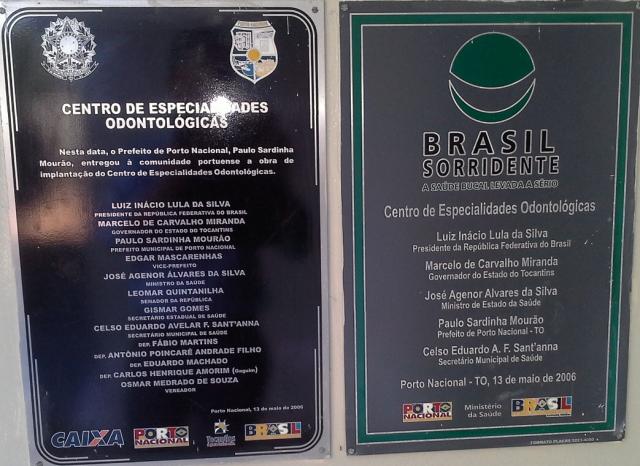 CENTRO DE ESPECIALIDADES
ODONTOLÓGICAS
Nesta data, o Prefeito de Porto Nacional, Paulo Sardinha
Mourão, entregou à comunidade portuense a obra de
implantação do Centro de Especialidades Odontológicas.
LUIZ INÁCIO LULA DA SILVA
PRESIDENTE DA REPÚBLICA FEDERATIVA DO BRASIL
MARCELO DE CARVALHO MIRANDA
GOVERNADOR DO ESTADO DO TOCANTINS
PAULO SARDINHA MOURÃO
PREFEITO MUNICIPAL DE PORTO NACIONAL
EDGAR MASCARENHAS
VICE-PREFEITO
JOSÉ AGENOR ÁLVARES DA SILVA
MINISTRO DA SAÚDE
LEOMAR QUINTANILHA
SENADOR DA REPÚBLICA
GISMAR GOMES
SECRETÁRIO ESTADUAL DE SAÚDE
CELSO EDUARDO AVELAR F. SANT'ANNA
SECRETÁRIO MUNICIPAL DE SAÚDE
DEP. FÁBIO MARTINS
DEP. ANTÔNIO POINCARÉ ANDRADE FILHO
DEP. EDUARDO MACHADO
DEP. CARLOS HENRIQUE AMORIM (Gaguim)
OSMAR MEDRADO DE SOUZA
VEREADOR
Porto Nacional, 13 de maio de 2006
CAIXA
PORTO
NACIONAL
Tocantins
BRASIL
BRASIL
SORRIDENTE
A SAÚDE BUCAL LEVADA A SÉRIO
Centro de Especialidades Odontológicas
Luiz Inácio Lula da Silva
Presidente da República Federativa do Brasil
Marcelo de Carvalho Miranda
Governador do Estado do Tocantins
José Agenor Alvares da Silva
Ministro de Estado da Saúde
Paulo Sardinha Mourão
Prefeito de Porto Nacional - TO
Celso Eduardo A. F. Sant'anna
Secretário Municipal de Saúde
Porto Nacional - TO, 13 de maio de 2006
PORTO
NACIONAL
Ministério
da Saúde
BRASIL